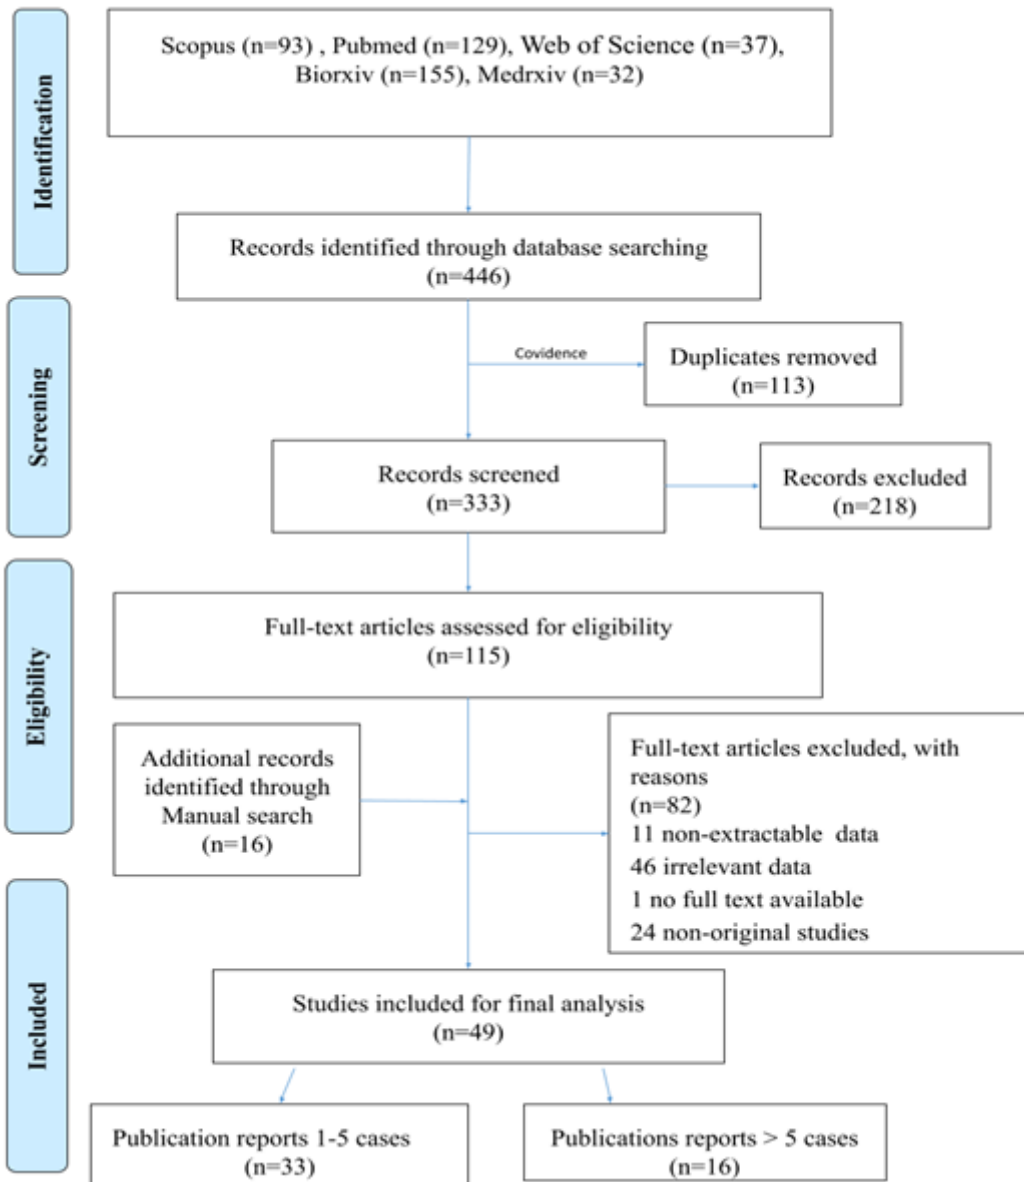 Identification
Scopus (n=93) , Pubmed (n=129), Web of Science (n=37),
Biorxiv (n=155), Medrxiv (n=32)
Records identified through database searching
(n=446)
Screening
Covidence
Duplicates removed
(n=113)
Records screened
(n=333)
Records excluded
(n=218)
Eligibility
Full-text articles assessed for eligibility
(n=115)
Additional records
identified through
Manual search
(n=16)
Full-text articles excluded, with
reasons
(n=82)
11 non-extractable data
46 irrelevant data
1 no full text available
24 non-original studies
Included
Studies included for final analysis
(n=49)
Publication reports 1-5 cases
(n=33)
Publications reports > 5 cases
(n=16)